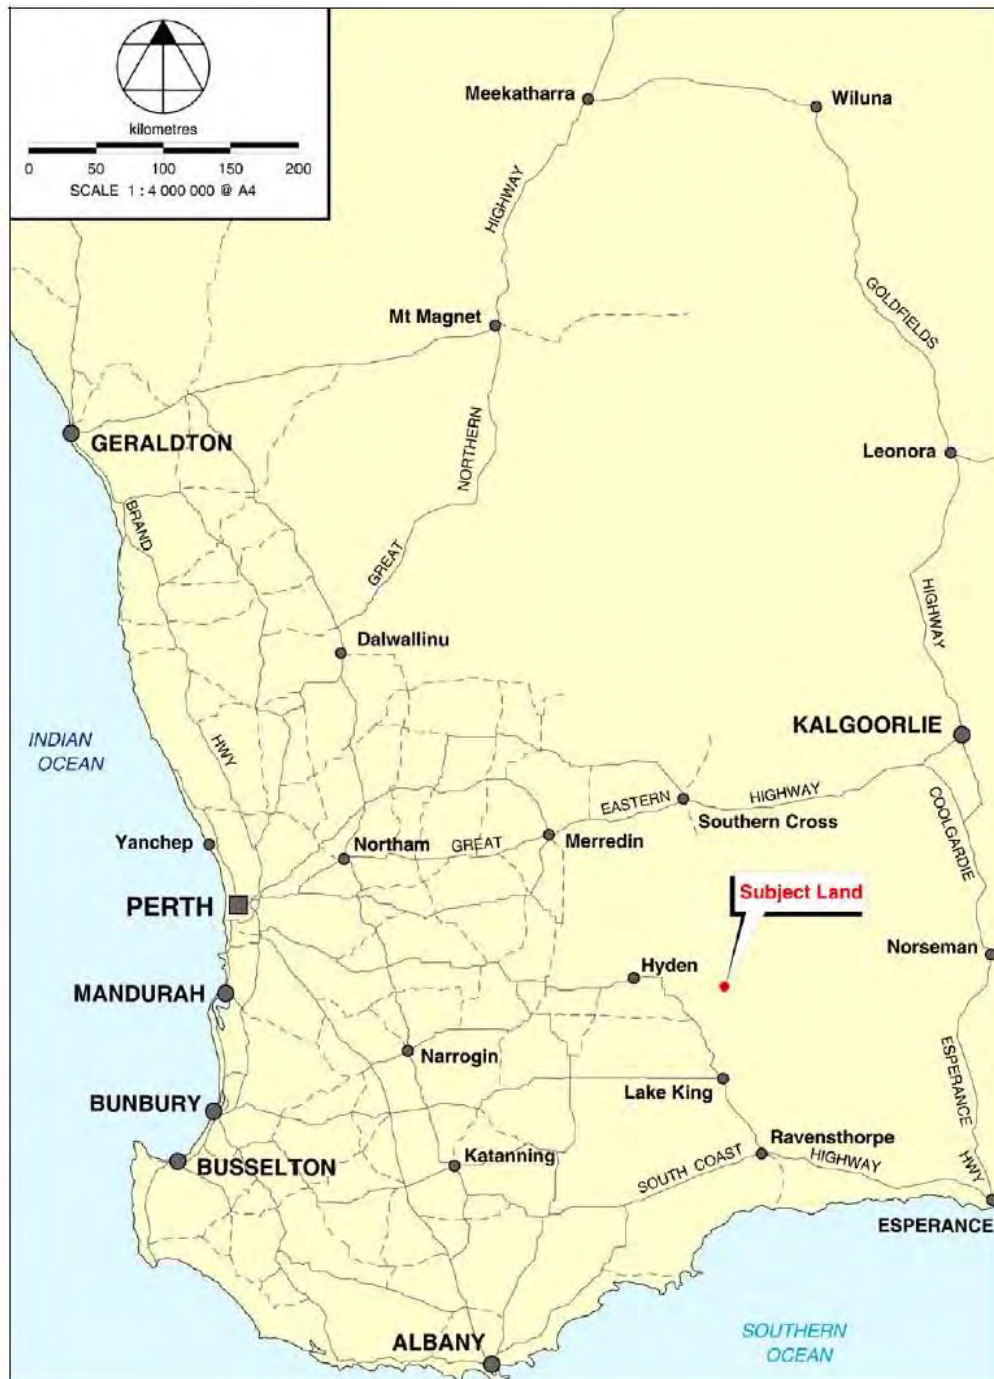 kilometres
0 50 100 150 200
SCALE 1 : 4 000 000 @ A4
Meekatharra
Wiluna
HIGHWAY
GOLDFIELDS
Mt Magnet
GERALDTON
NORTHERN
Leonora
BRAND
GREAT
HIGHWAY
Dalwallinu
INDIAN
OCEAN
HWY
KALGOORLIE
EASTERN
HIGHWAY
Southern Cross
COOLGARDIE
Yanchep
Northam
GREAT
Merredin
PERTH
Subject Land
Norseman
Hyden
MANDURAH
Narrogin
ESPERANCE
Lake King
BUNBURY
Ravensthorpe
BUSSELTON
Katanning
SOUTH COAST
HIGHWAY
HWY
ESPERANCE
ALBANY
SOUTHERN
OCEAN